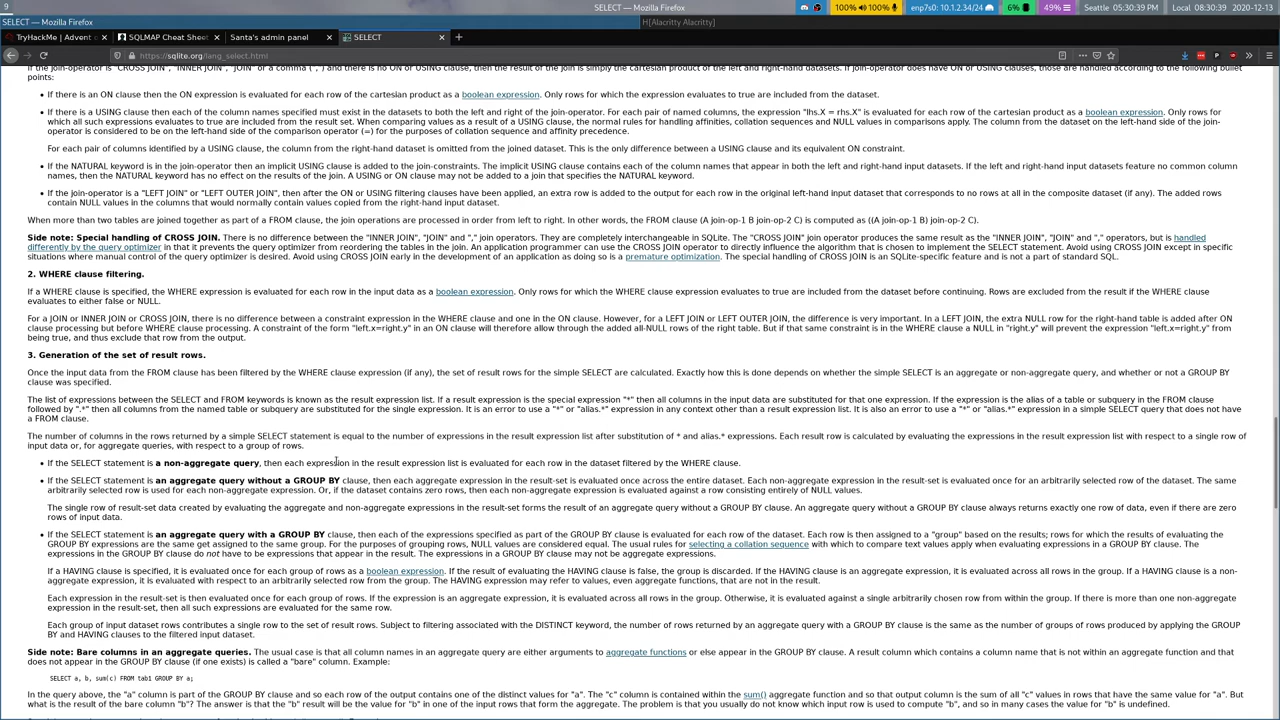 9
SELECT — Mozilla Firefox
100% 100%
enp7s0: 10.1.2.34/24
6%
49%
Seattle 05:30:39 PM
Local 08:30:39
2020-12-13
SELECT — Mozilla Firefox
H[Alacritty Alacritty]
TryHackMe | Advent
SQLMAP Cheat Sheet
Santa's admin panel
SELECT
https://sqlite.org/lang_select.html
If the join-operator is "CROSS JOIN", "INNER JOIN", "JOIN" or a comma (",") and there is no ON or USING clause, then the result of the join is simply the cartesian product of the left and right-hand datasets. If join-operator does have ON or USING clauses, those are handled according to the following bullet
points:
• If there is an ON clause then the ON expression is evaluated for each row of the cartesian product as a boolean expression. Only rows for which the expression evaluates to true are included from the dataset.
• If there is a USING clause then each of the column names specified must exist in the datasets to both the left and right of the join-operator. For each pair of named columns, the expression "lhs.X = rhs.X" is evaluated for each row of the cartesian product as a boolean expression. Only rows for
which all such expressions evaluates to true are included from the result set. When comparing values as a result of a USING clause, the normal rules for handling affinities, collation sequences and NULL values in comparisons apply. The column from the dataset on the left-hand side of the join-
operator is considered to be on the left-hand side of the comparison operator (=) for the purposes of collation sequence and affinity precedence.
For each pair of columns identified by a USING clause, the column from the right-hand dataset is omitted from the joined dataset. This is the only difference between a USING clause and its equivalent ON constraint.
• If the NATURAL keyword is in the join-operator then an implicit USING clause is added to the join-constraints. The implicit USING clause contains each of the column names that appear in both the left and right-hand input datasets. If the left and right-hand input datasets feature no common column
names, then the NATURAL keyword has no effect on the results of the join. A USING or ON clause may not be added to a join that specifies the NATURAL keyword.
• If the join-operator is a "LEFT JOIN" or "LEFT OUTER JOIN", then after the ON or USING filtering clauses have been applied, an extra row is added to the output for each row in the original left-hand input dataset that corresponds to no rows at all in the composite dataset (if any). The added rows
contain NULL values in the columns that would normally contain values copied from the right-hand input dataset.
When more than two tables are joined together as part of a FROM clause, the join operations are processed in order from left to right. In other words, the FROM clause (A join-op-1 B join-op-2 C) is computed as ((A join-op-1 B) join-op-2 C).
Side note: Special handling of CROSS JOIN. There is no difference between the "INNER JOIN", "JOIN" and "," join operators. They are completely interchangeable in SQLite. The "CROSS JOIN" join operator produces the same result as the "INNER JOIN", "JOIN" and "," operators, but is handled
differently by the query optimizer in that it prevents the query optimizer from reordering the tables in the join. An application programmer can use the CROSS JOIN operator to directly influence the algorithm that is chosen to implement the SELECT statement. Avoid using CROSS JOIN except in specific
situations where manual control of the query optimizer is desired. Avoid using CROSS JOIN early in the development of an application as doing so is a premature optimization. The special handling of CROSS JOIN is an SQLite-specific feature and is not a part of standard SQL.
2. WHERE clause filtering.
If a WHERE clause is specified, the WHERE expression is evaluated for each row in the input data as a boolean expression. Only rows for which the WHERE clause expression evaluates to true are included from the dataset before continuing. Rows are excluded from the result if the WHERE clause
evaluates to either false or NULL.
For a JOIN or INNER JOIN or CROSS JOIN, there is no difference between a constraint expression in the WHERE clause and one in the ON clause. However, for a LEFT JOIN or LEFT OUTER JOIN, the difference is very important. In a LEFT JOIN, the extra NULL row for the right-hand table is added after ON
clause processing but before WHERE clause processing. A constraint of the form "left.x=right.y" in an ON clause will therefore allow through the added all-NULL rows of the right table. But if that same constraint is in the WHERE clause a NULL in "right.y" will prevent the expression "left.x=right.y" from
being true, and thus exclude that row from the output.
3. Generation of the set of result rows.
Once the input data from the FROM clause has been filtered by the WHERE clause expression (if any), the set of result rows for the simple SELECT are calculated. Exactly how this is done depends on whether the simple SELECT is an aggregate or non-aggregate query, and whether or not a GROUP BY
clause was specified.
The list of expressions between the SELECT and FROM keywords is known as the result expression list. If a result expression is the special expression "*" then all columns in the input data are substituted for that one expression. If the expression is the alias of a table or subquery in the FROM clause
followed by ".*" then all columns from the named table or subquery are substituted for the single expression. It is an error to use a "*" or "alias.*" expression in any context other than a result expression list. It is also an error to use a "*" or "alias.*" expression in a simple SELECT query that does not have
a FROM clause.
The number of columns in the rows returned by a simple SELECT statement is equal to the number of expressions in the result expression list after substitution of * and alias.* expressions. Each result row is calculated by evaluating the expressions in the result expression list with respect to a single row of
input data or, for aggregate queries, with respect to a group of rows.
• If the SELECT statement is a non-aggregate query, then each expression in the result expression list is evaluated for each row in the dataset filtered by the WHERE clause.
• If the SELECT statement is an aggregate query without a GROUP BY clause, then each aggregate expression in the result-set is evaluated once across the entire dataset. Each non-aggregate expression in the result-set is evaluated once for an arbitrarily selected row of the dataset. The same
arbitrarily selected row is used for each non-aggregate expression. Or, if the dataset contains zero rows, then each non-aggregate expression is evaluated against a row consisting entirely of NULL values.
The single row of result-set data created by evaluating the aggregate and non-aggregate expressions in the result-set forms the result of an aggregate query without a GROUP BY clause. An aggregate query without a GROUP BY clause always returns exactly one row of data, even if there are zero
rows of input data.
• If the SELECT statement is an aggregate query with a GROUP BY clause, then each of the expressions specified as part of the GROUP BY clause is evaluated for each row of the dataset. Each row is then assigned to a "group" based on the results; rows for which the results of evaluating the
GROUP BY expressions are the same get assigned to the same group. For the purposes of grouping rows, NULL values are considered equal. The usual rules for selecting a collation sequence with which to compare text values apply when evaluating expressions in a GROUP BY clause. The
expressions in the GROUP BY clause do not have to be expressions that appear in the result. The expressions in a GROUP BY clause may not be aggregate expressions.
If a HAVING clause is specified, it is evaluated once for each group of rows as a boolean expression. If the result of evaluating the HAVING clause is false, the group is discarded. If the HAVING clause is an aggregate expression, it is evaluated across all rows in the group. If a HAVING clause is a non-
aggregate expression, it is evaluated with respect to an arbitrarily selected row from the group. The HAVING expression may refer to values, even aggregate functions, that are not in the result.
Each expression in the result-set is then evaluated once for each group of rows. If the expression is an aggregate expression, it is evaluated across all rows in the group. Otherwise, it is evaluated against a single arbitrarily chosen row from within the group. If there is more than one non-aggregate
expression in the result-set, then all such expressions are evaluated for the same row.
Each group of input dataset rows contributes a single row to the set of result rows. Subject to filtering associated with the DISTINCT keyword, the number of rows returned by an aggregate query with a GROUP BY clause is the same as the number of groups of rows produced by applying the GROUP
BY and HAVING clauses to the filtered input dataset.
Side note: Bare columns in an aggregate queries. The usual case is that all column names in an aggregate query are either arguments to aggregate functions or else appear in the GROUP BY clause. A result column which contains a column name that is not within an aggregate function and that
does not appear in the GROUP BY clause (if one exists) is called a "bare" column. Example:
SELECT a, b, sum(c) FROM tab1 GROUP BY a;
In the query above, the "a" column is part of the GROUP BY clause and so each row of the output contains one of the distinct values for "a". The "c" column is contained within the sum() aggregate function and so that output column is the sum of all "c" values in rows that have the same value for "a". But
what is the result of the bare column "b"? The answer is that the "b" result will be the value for "b" in one of the input rows that form the aggregate. The problem is that you usually do not know which input row is used to compute "b", and so in many cases the value for "b" is undefined.